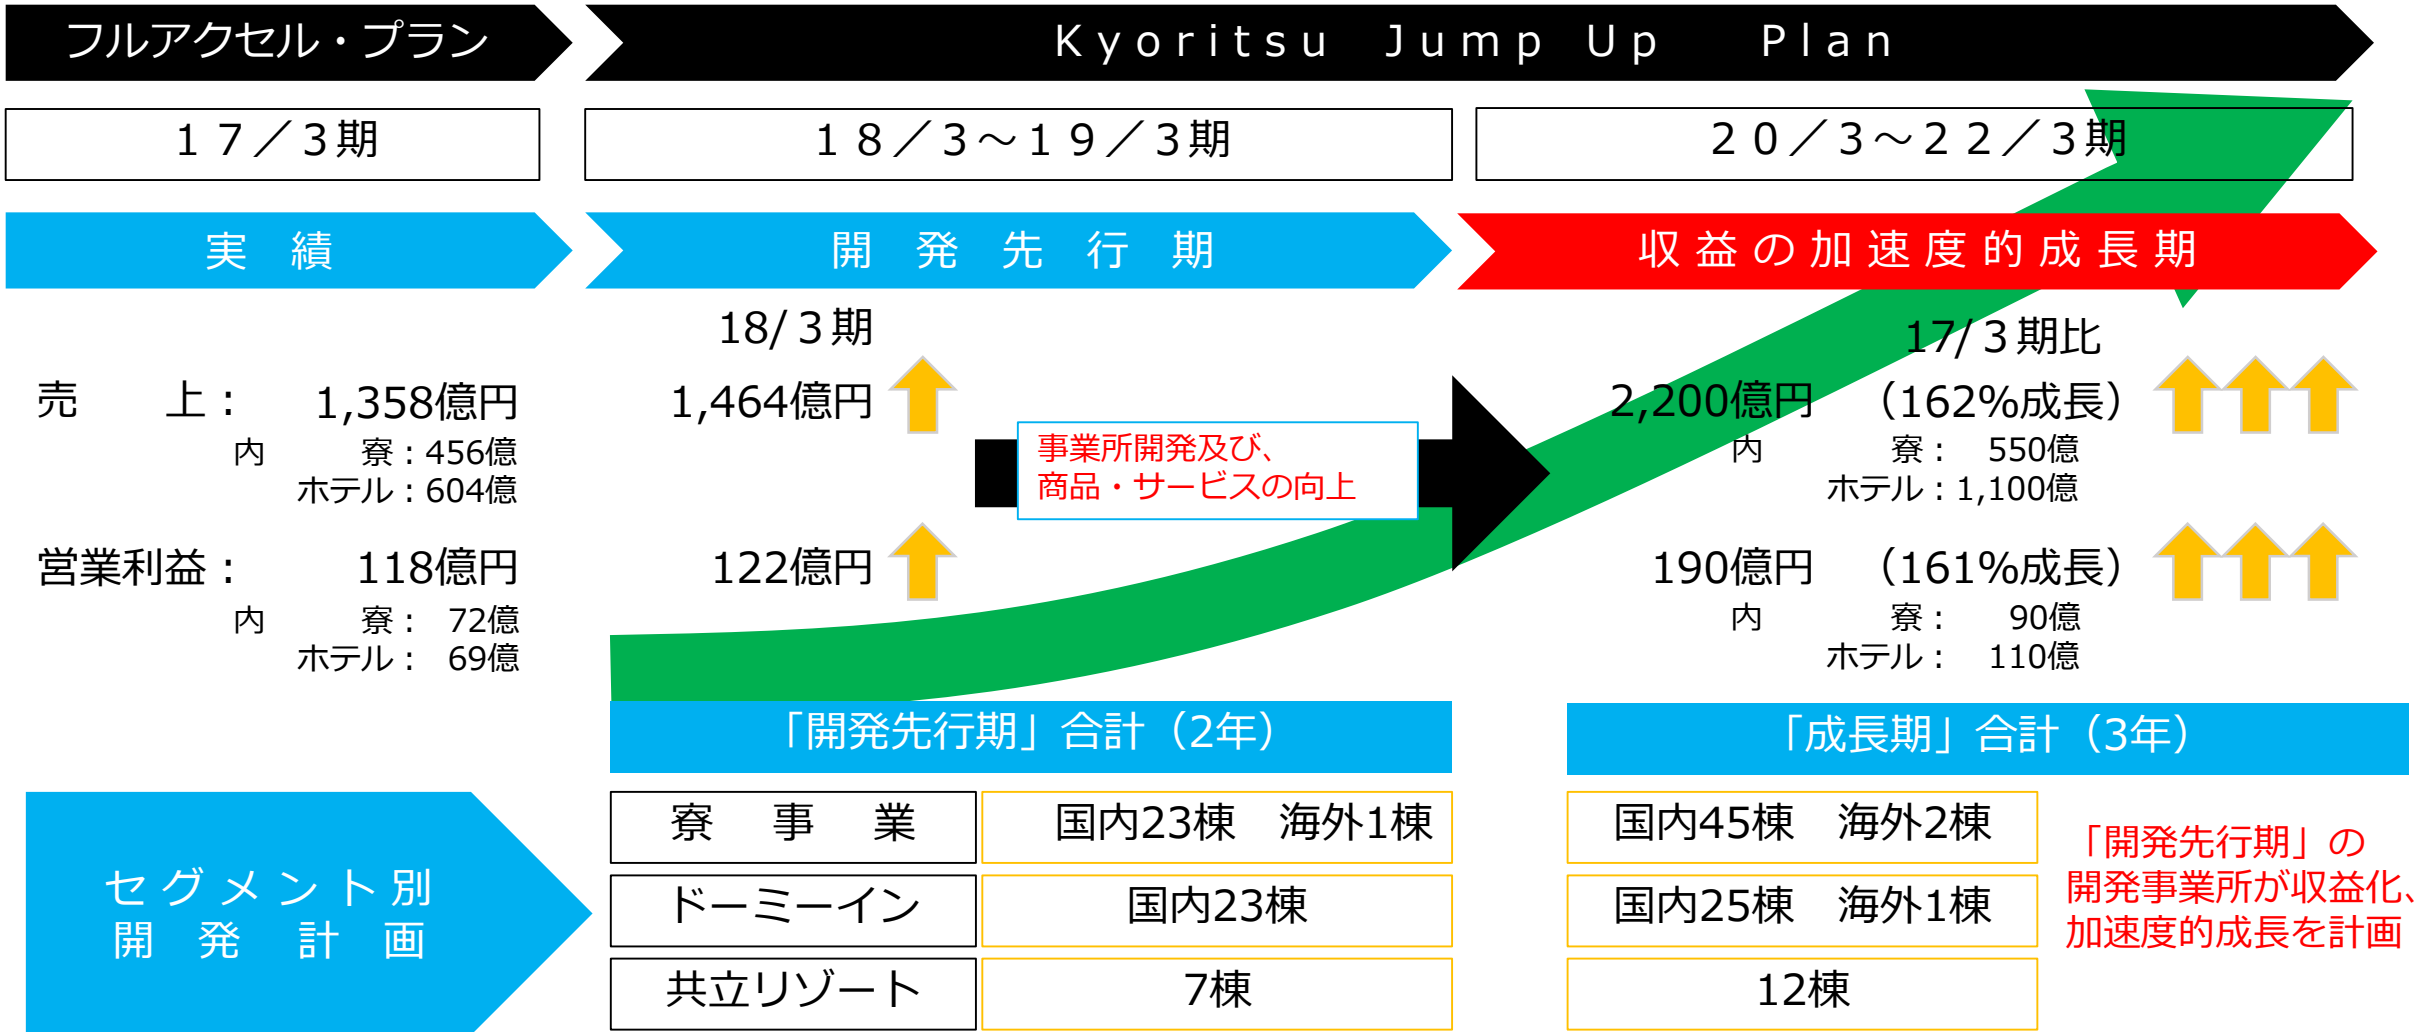 フルアクセル・プラン
Kyoritsu Jump Up Plan
１７／３期
１８／３～１９／３期
２０／３～２２／３期
実 績
開 発 先 行 期
収益の加速度的成長期
18/３期
17/３期比
売 上： 1,358億円
1,464億円
2,200億円 （162%成長）
内 寮：456億
ホテル：604億
事業所開発及び、
商品・サービスの向上
内 寮： 550億
ホテル：1,100億
営業利益： 118億円
122億円
190億円 （161%成長）
内 寮： 72億
ホテル： 69億
内 寮： 90億
ホテル： 110億
「開発先行期」合計（2年）
「成長期」合計（3年）
セグメント別
開 発 計 画
寮 事 業
国内23棟 海外1棟
国内45棟 海外2棟
ドーミーイン
国内23棟
国内25棟 海外1棟
共立リゾート
7棟
12棟
「開発先行期」の
開発事業所が収益化、
加速度的成長を計画